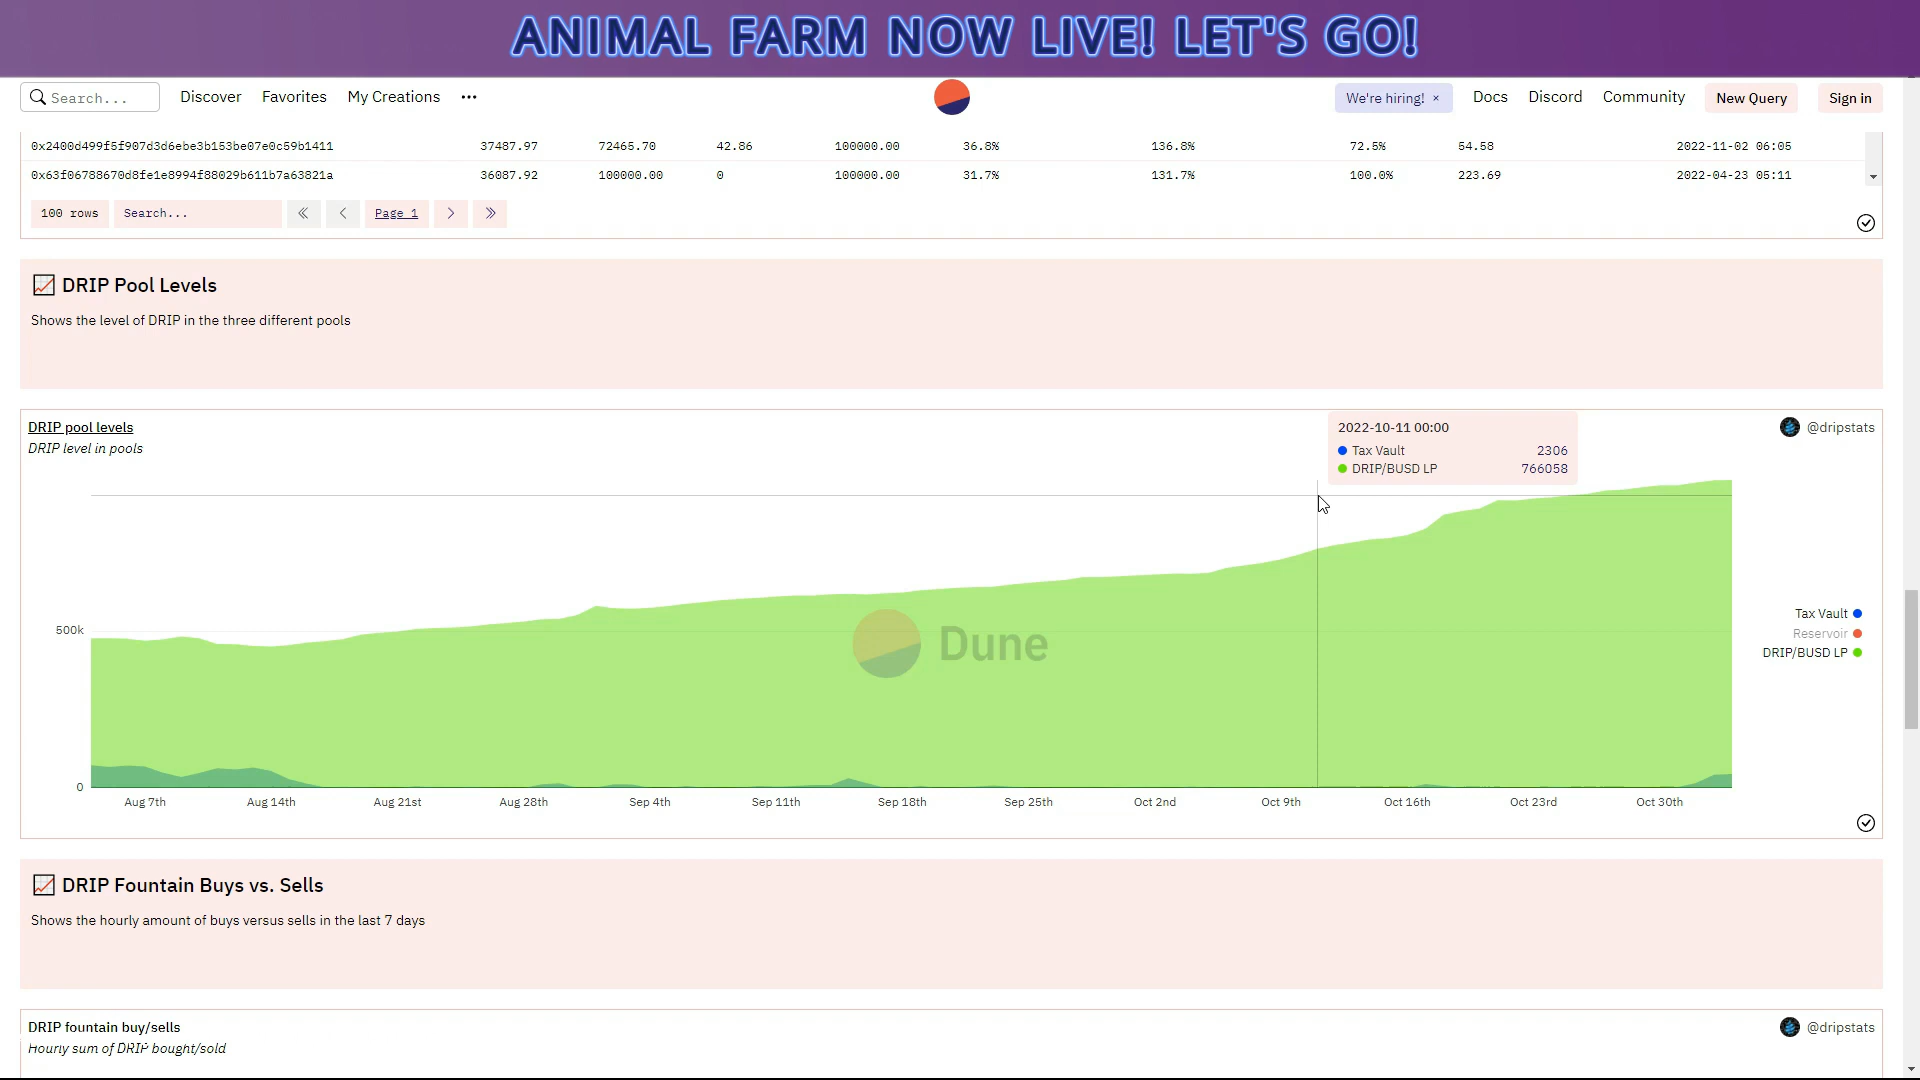 ANIMAL FARM NOW LIVE! LET'S GO!
Search... Discover Favorites My Creations ••• We're hiring! × Docs Discord Community New Query Sign in
0x2400d499f5f907d3d6ebe3b153be07e0c59b1411 37487.97 72465.70 42.86 100000.00 36.8% 136.8% 72.5% 54.58 2022-11-02 06:05
0x63f06788670d8fe1e8994f88029b611b7a63821a 36087.92 100000.00 0 100000.00 31.7% 131.7% 100.0% 223.69 2022-04-23 05:11
100 rows Search... Page 1
DRIP Pool Levels
Shows the level of DRIP in the three different pools
DRIP pool levels
DRIP level in pools
@dripstats
2022-10-11 00:00
Tax Vault 2306
DRIP/BUSD LP 766058
500k
0
Dune
Tax Vault
Reservoir
DRIP/BUSD LP
Aug 7th Aug 14th Aug 21st Aug 28th Sep 4th Sep 11th Sep 18th Sep 25th Oct 2nd Oct 9th Oct 16th Oct 23rd Oct 30th
DRIP Fountain Buys vs. Sells
Shows the hourly amount of buys versus sells in the last 7 days
DRIP fountain buy/sells
Hourly sum of DRIP bought/sold
@dripstats